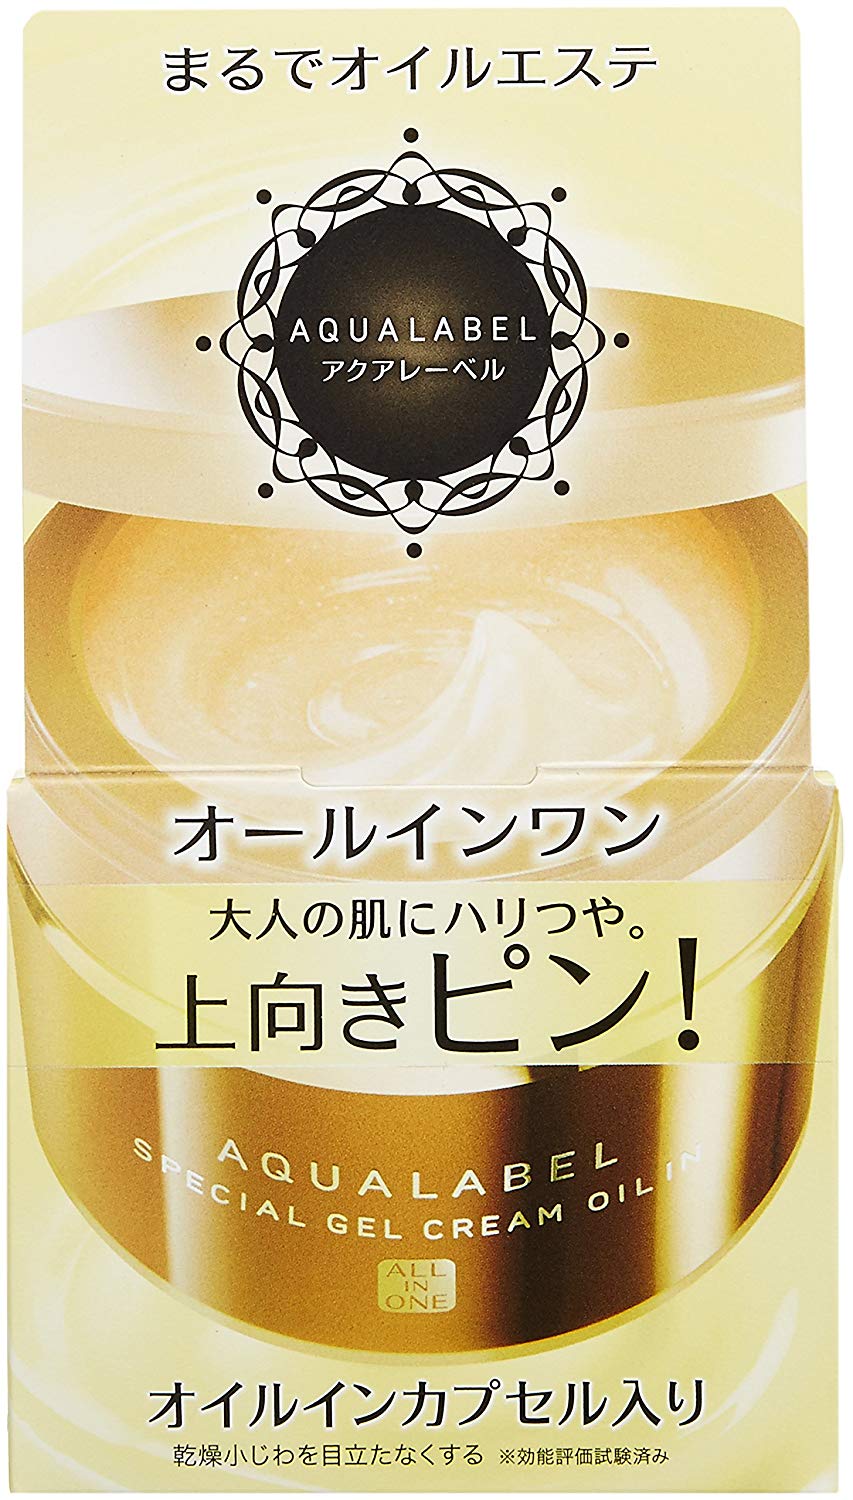 まるでオイルエステ
AQUALABEL
アクアレーベル
オールインワン
大人の肌にハリつや。
上向きピン!
AQUALABEL
SPECIAL GEL CREAM OIL IN
ALL
IN
ONE
オイルインカプセル入り
乾燥小じわを目立たなくする ※効能評価試験済み